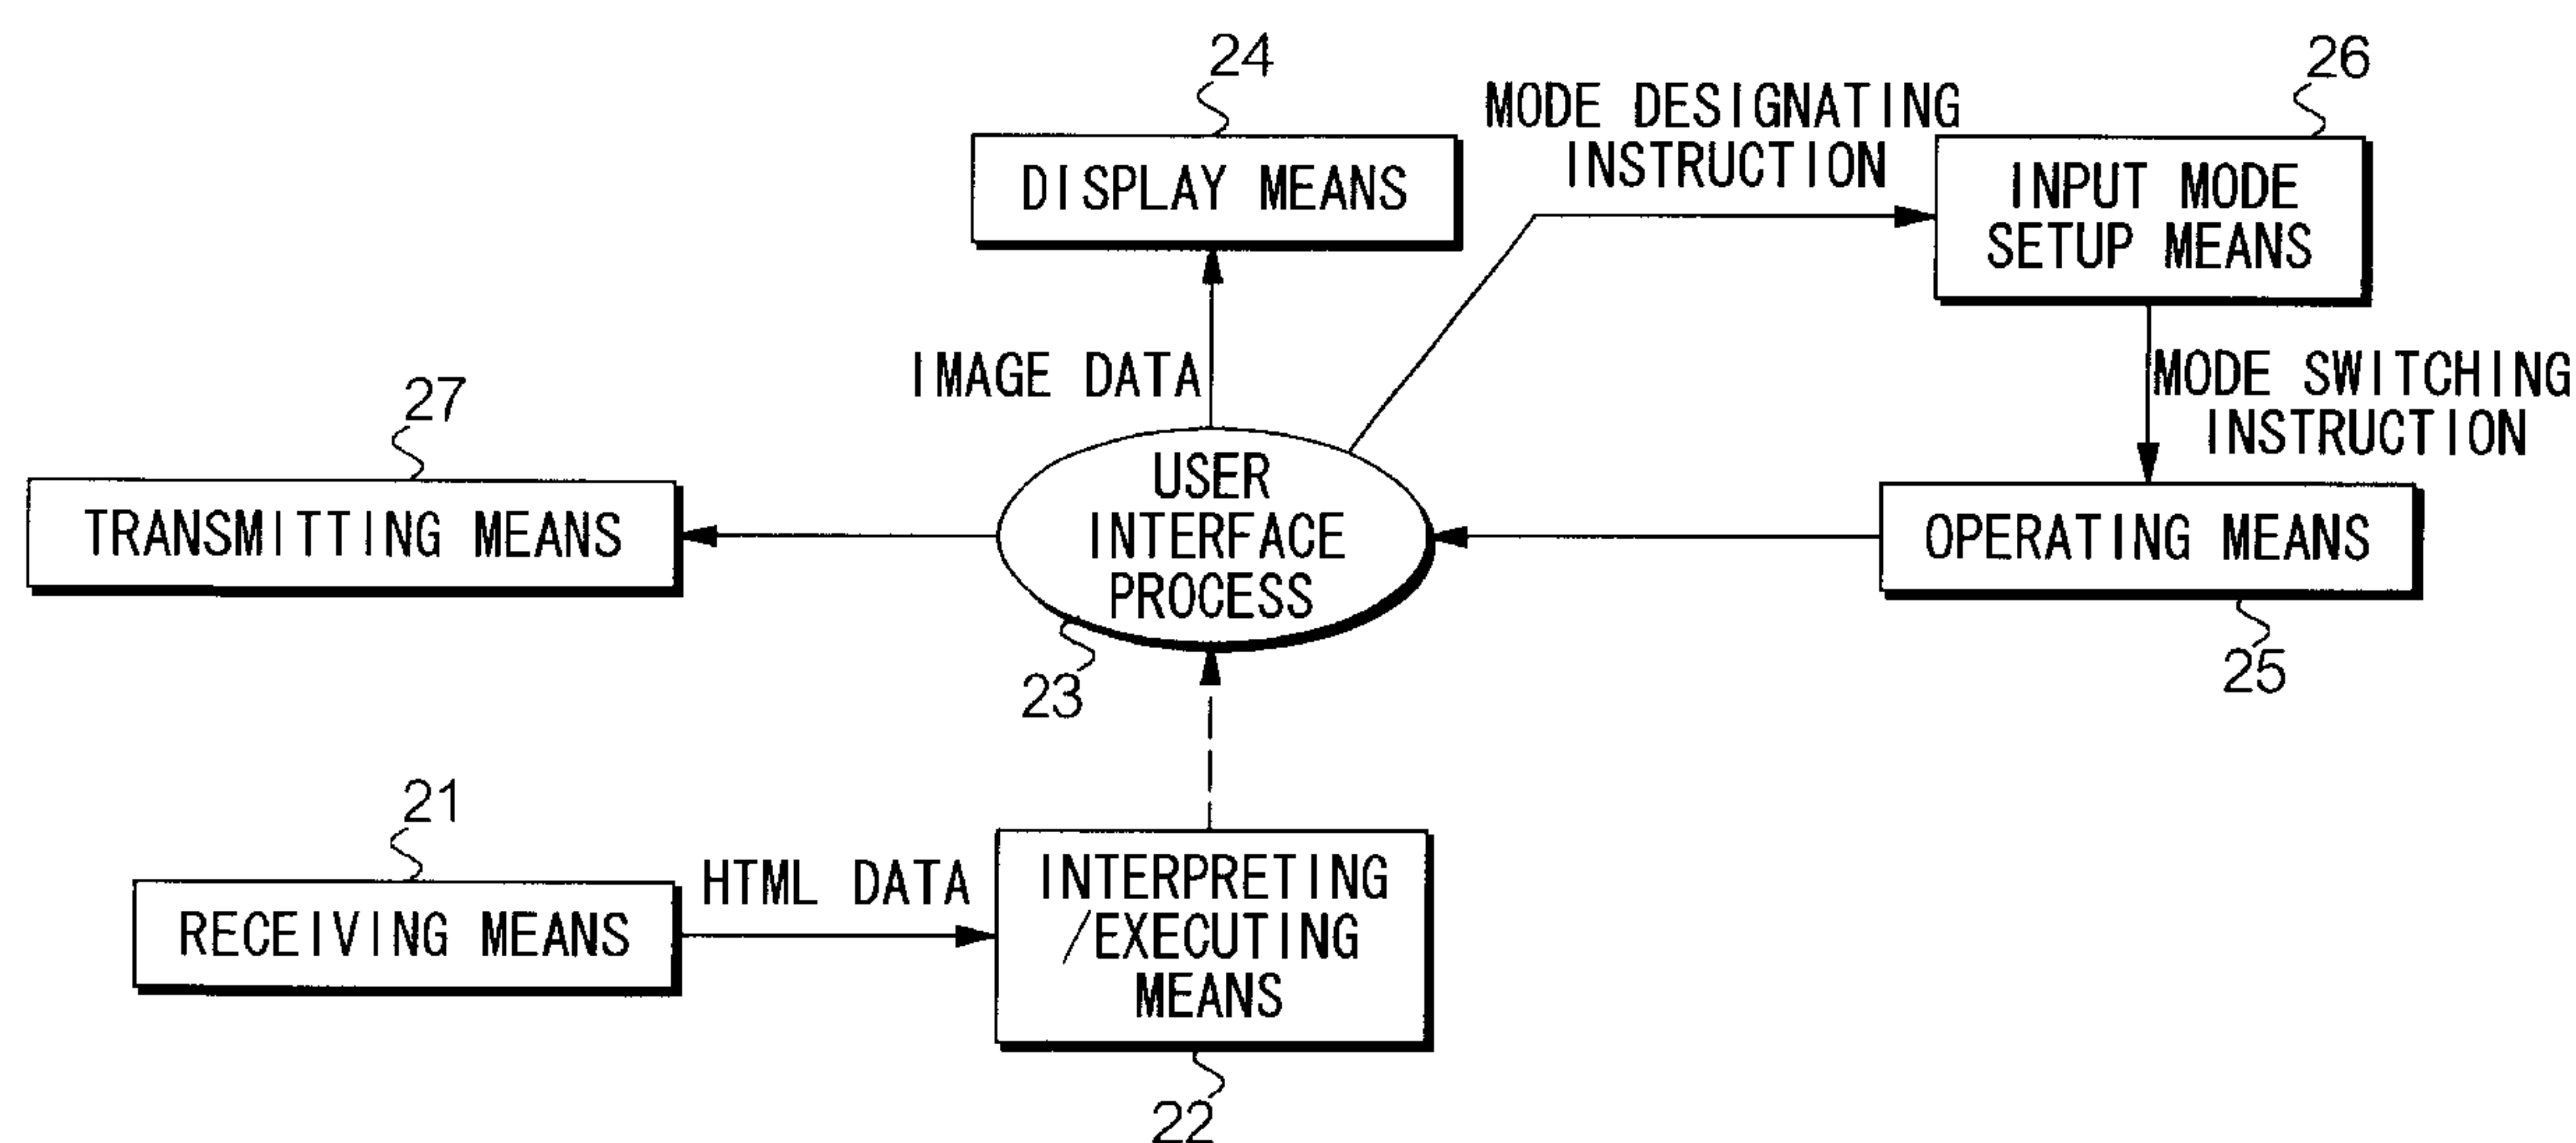 24
26
MODE DESIGNATING
INSTRUCTION
DISPLAY MEANS
INPUT MODE
SETUP MEANS
IMAGE DATA
MODE SWITCHING
INSTRUCTION
27
TRANSMITTING MEANS
USER
INTERFACE
PROCESS
OPERATING MEANS
23
25
21
RECEIVING MEANS
HTML DATA
INTERPRETING
/EXECUTING
MEANS
22